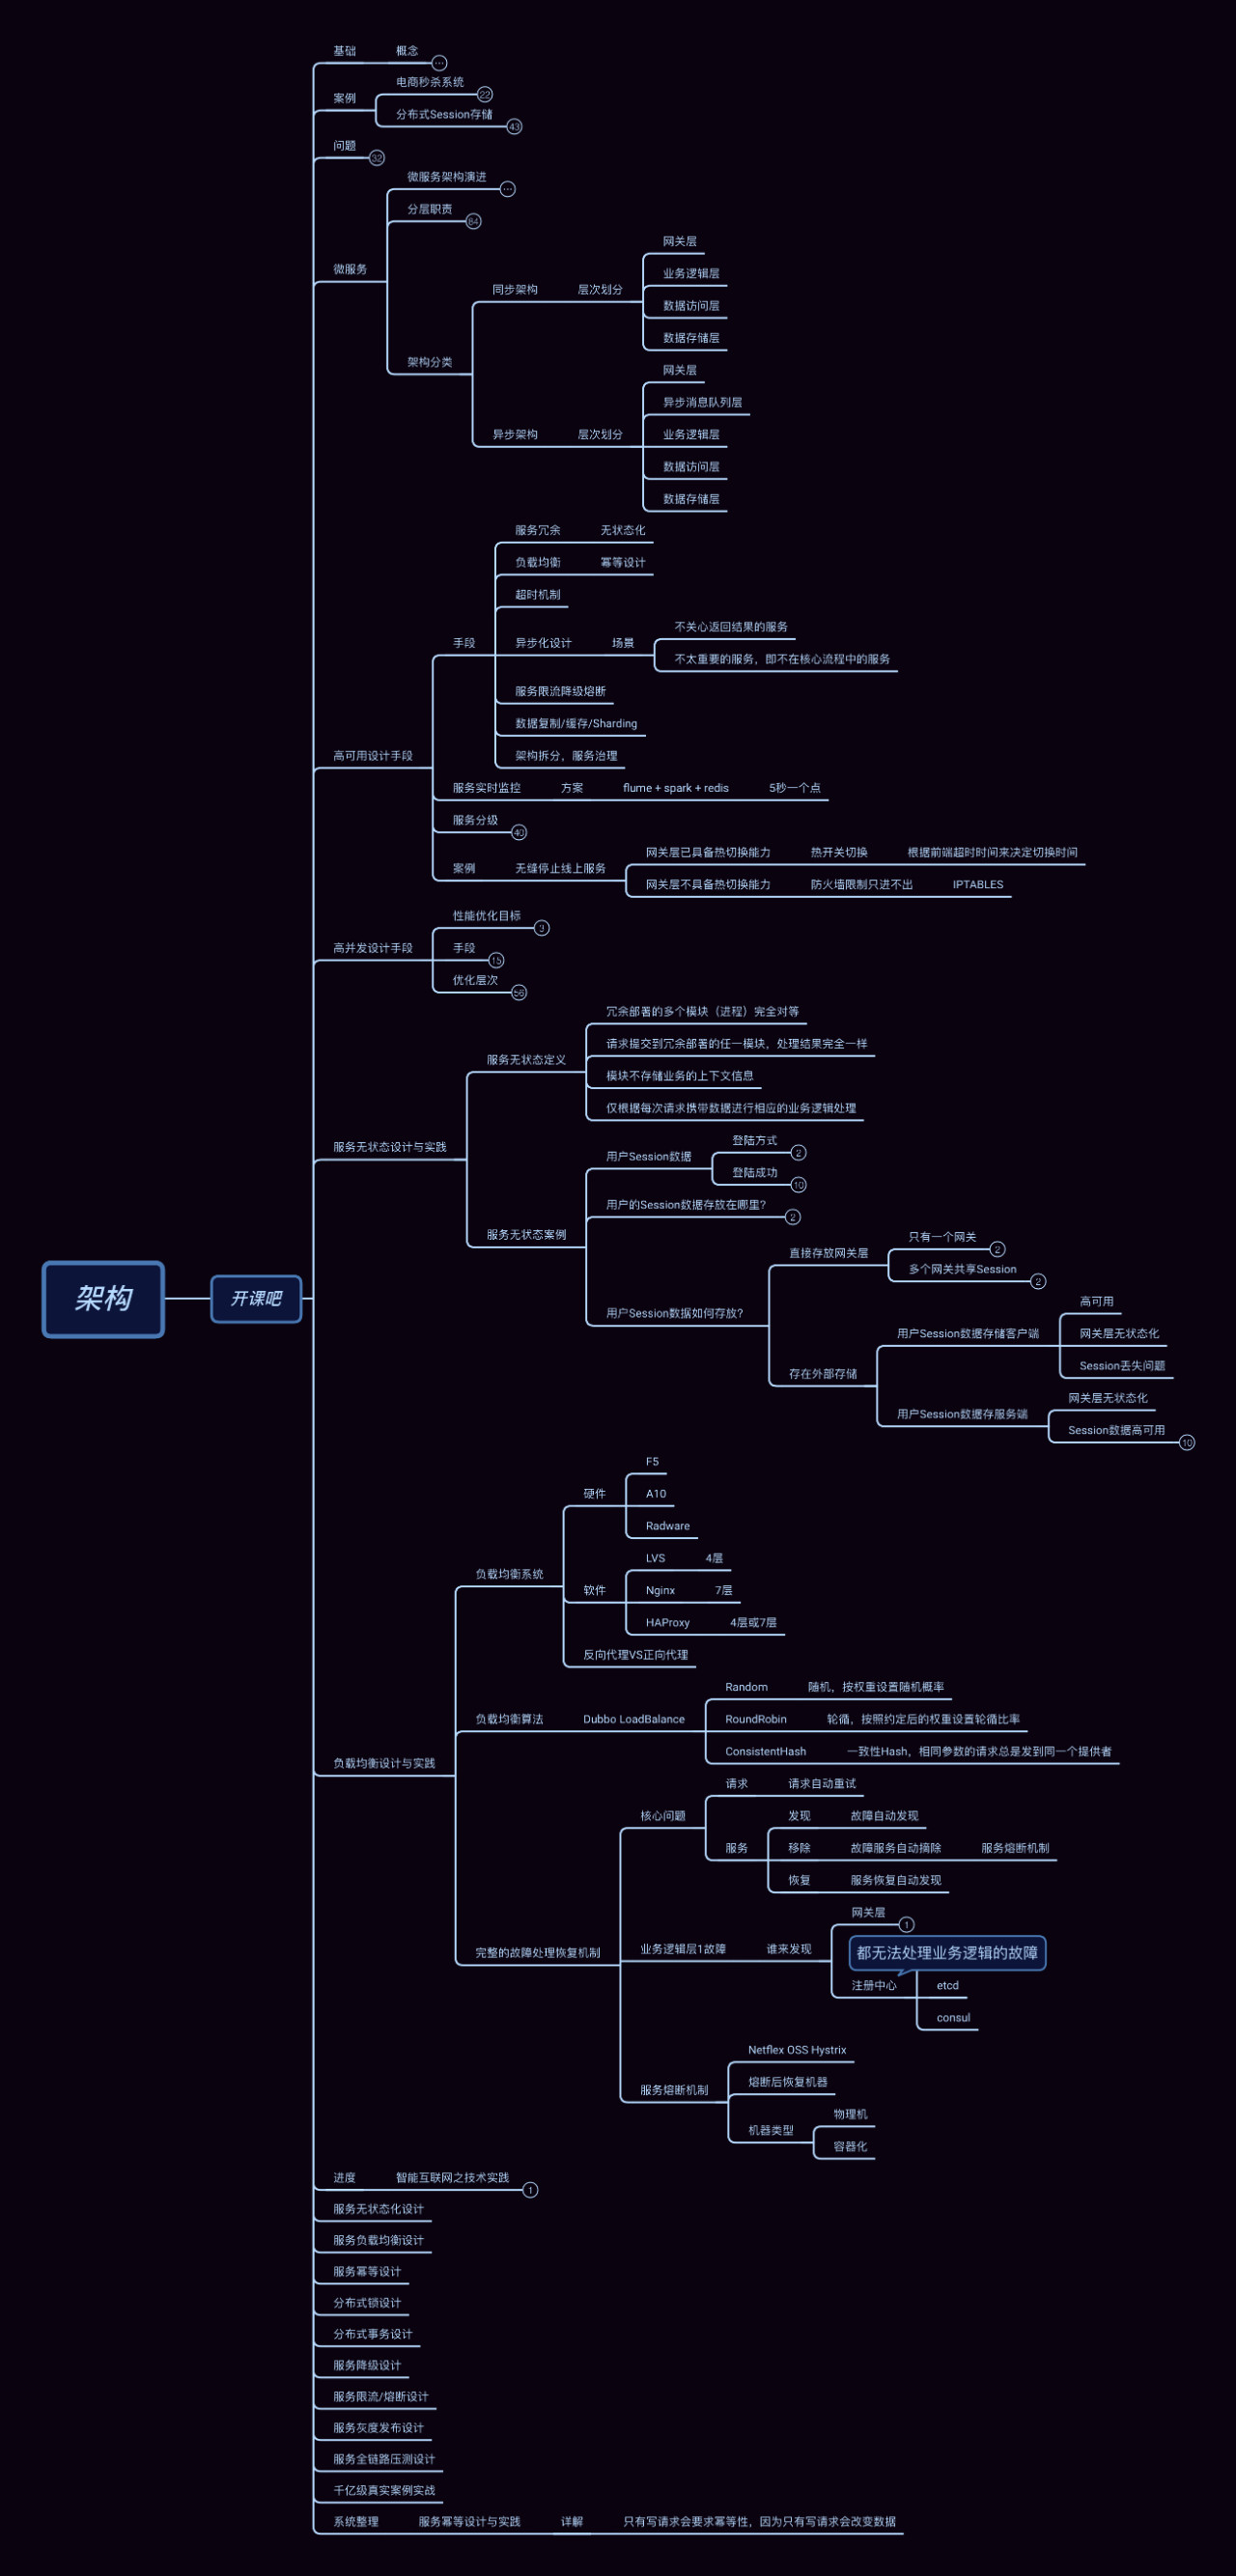 架构
开课吧
基础
概念
...
案例
电商秒杀系统
22
分布式Session存储
43
问题
32
微服务
微服务架构演进
...
分层职责
84
架构分类
同步架构
层次划分
网关层
业务逻辑层
数据访问层
数据存储层
异步架构
层次划分
网关层
异步消息队列层
业务逻辑层
数据访问层
数据存储层
高可用设计手段
手段
服务冗余
无状态化
负载均衡
幂等设计
超时机制
异步化设计
场景
不关心返回结果的服务
不太重要的服务，即不在核心流程中的服务
服务限流降级熔断
数据复制/缓存/Sharding
架构拆分，服务治理
服务实时监控
方案
flume + spark + redis
5秒一个点
服务分级
40
案例
无缝停止线上服务
网关层已具备热切换能力
热开关切换
根据前端超时时间来决定切换时间
网关层不具备热切换能力
防火墙限制只进不出
IPTABLES
高并发设计手段
性能优化目标
3
手段
15
优化层次
56
服务无状态设计与实践
服务无状态定义
冗余部署的多个模块（进程）完全对等
请求提交到冗余部署的任一模块，处理结果完全一样
模块不存储业务的上下文信息
仅根据每次请求携带数据进行相应的业务逻辑处理
服务无状态案例
用户Session数据
登陆方式
2
登陆成功
10
用户的Session数据存放在哪里？
2
用户Session数据如何存放？
直接存放网关层
只有一个网关
2
多个网关共享Session
2
存在外部存储
用户Session数据存储客户端
高可用
网关层无状态化
Session丢失问题
用户Session数据存服务端
网关层无状态化
Session数据高可用
10
负载均衡设计与实践
负载均衡系统
硬件
F5
A10
Radware
软件
LVS
4层
Nginx
7层
HAProxy
4层或7层
反向代理VS正向代理
负载均衡算法
Dubbo LoadBalance
Random
随机，按权重设置随机概率
RoundRobin
轮循，按照约定后的权重设置轮循比率
ConsistentHash
一致性Hash，相同参数的请求总是发到同一个提供者
完整的故障处理恢复机制
核心问题
请求
请求自动重试
服务
发现
故障自动发现
移除
故障服务自动摘除
服务熔断机制
恢复
服务恢复自动发现
业务逻辑层1故障
谁来发现
网关层
1
都无法处理业务逻辑的故障
注册中心
etcd
consul
服务熔断机制
Netflex OSS Hystrix
熔断后恢复机器
机器类型
物理机
容器化
进度
智能互联网之技术实践
1
服务无状态化设计
服务负载均衡设计
服务幂等设计
分布式锁设计
分布式事务设计
服务降级设计
服务限流/熔断设计
服务灰度发布设计
服务全链路压测设计
千亿级真实案例实战
系统整理
服务幂等设计与实践
详解
只有写请求会要求幂等性，因为只有写请求会改变数据